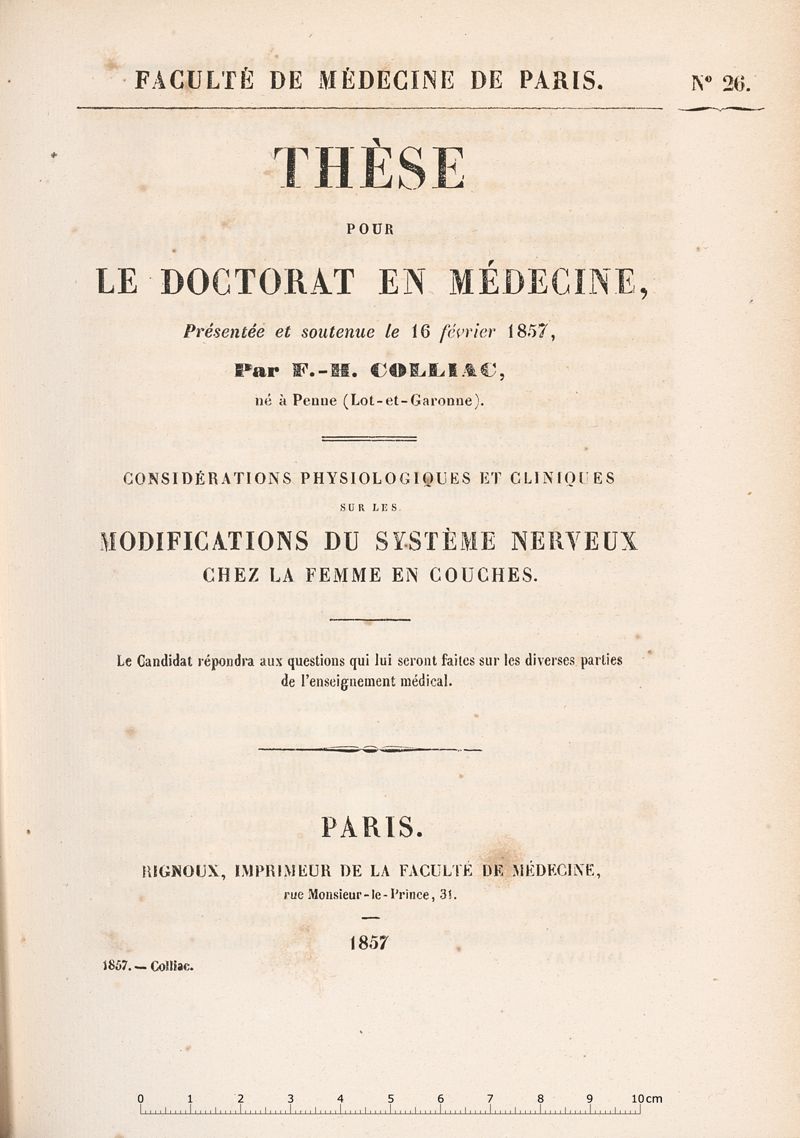 FACULTÉ DE MÉDECINE DE PARIS. N° 26.
THÈSE
POUR
LE DOCTORAT EN MÉDECINE,
Présentée et soutenue le 16 février 1857,
Par F.-H. COLLIAC,
né à Penne (Lot-et-Garonne).
CONSIDÉRATIONS PHYSIOLOGIQUES ET CLINIQUES
SUR LES
MODIFICATIONS DU SYSTÈME NERVEUX
CHEZ LA FEMME EN COUCHES.
Le Candidat répondra aux questions qui lui seront faites sur les diverses parties
de l'enseignement médical.
PARIS.
RIGNOUX, IMPRIMEUR DE LA FACULTÉ DE MÉDECINE,
rue Monsieur-le-Prince, 31.
1857
1857. — Colliac.
0 1 2 3 4 5 6 7 8 9 10 cm